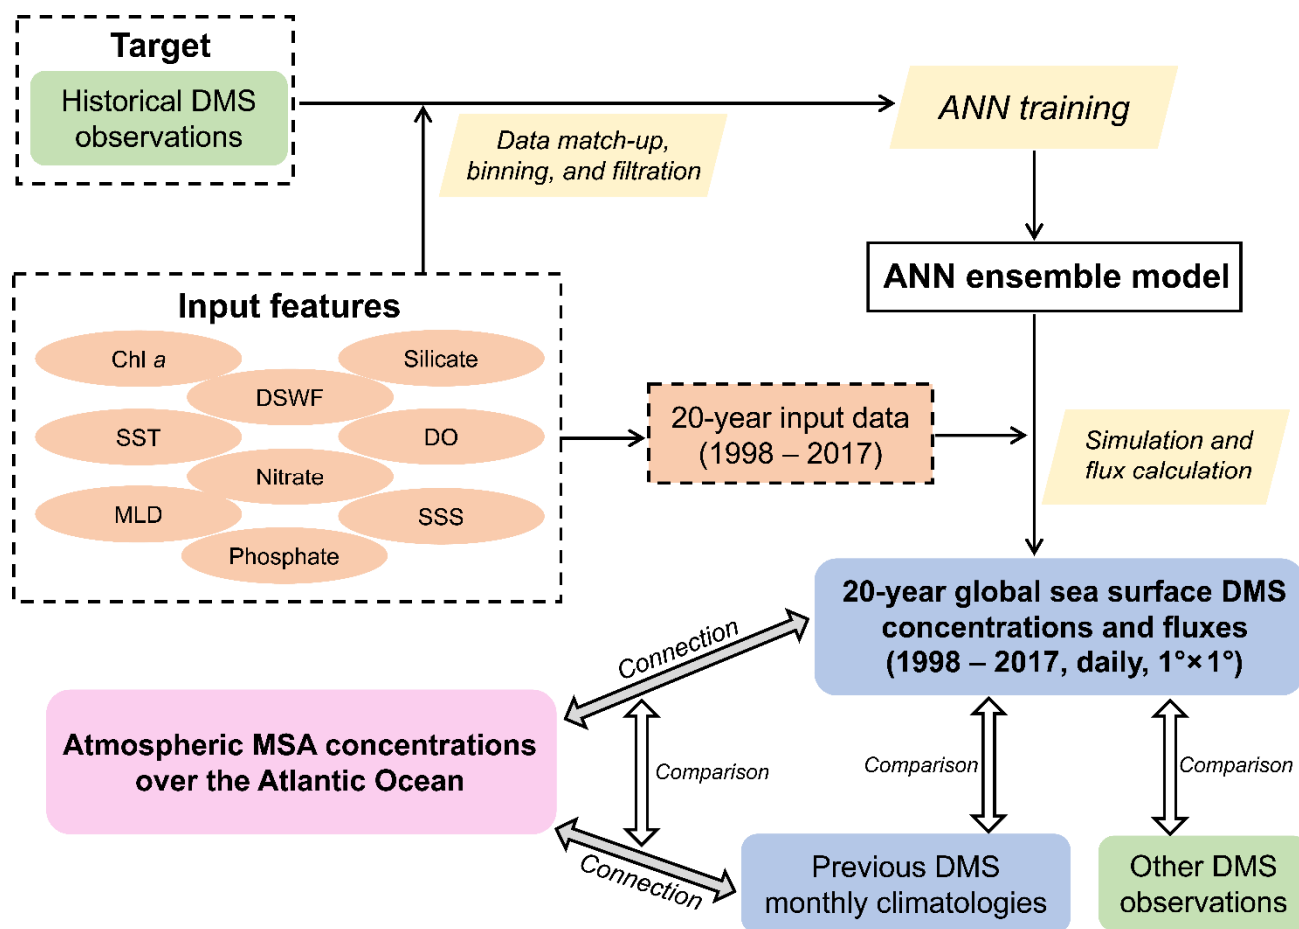 Target
Historical DMS
observations
Data match-up,
binning, and filtration
ANN training
ANN ensemble model
Input features
Chl a
Silicate
DSWF
SST
DO
Nitrate
MLD
SSS
Phosphate
20-year input data
(1998 – 2017)
Simulation and
flux calculation
20-year global sea surface DMS
concentrations and fluxes
(1998 – 2017, daily, 1°×1°)
Connection
Atmospheric MSA concentrations
over the Atlantic Ocean
Comparison
Comparison
Comparison
Connection
Previous DMS
monthly climatologies
Other DMS
observations